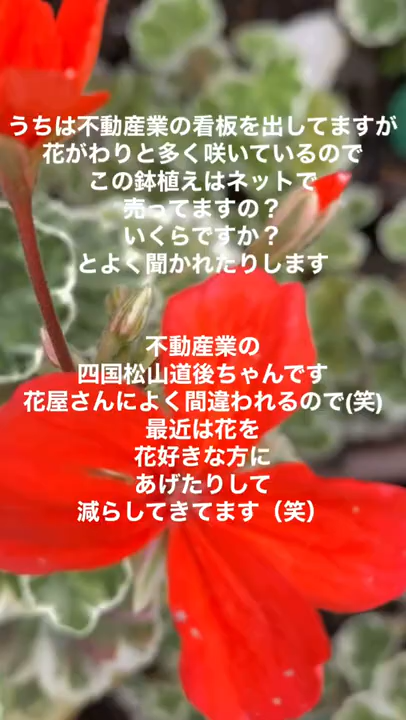 うちは不動産業の看板を出してますが
花がわりと多く咲いているので
この鉢植えはネットで
売ってますの？
いくらですか？
とよく聞かれたりします
不動産業の
四国松山道後ちゃんです
花屋さんによく間違われるので(笑)
最近は花を
花好きな方に
あげたりして
減らしてきてます（笑）